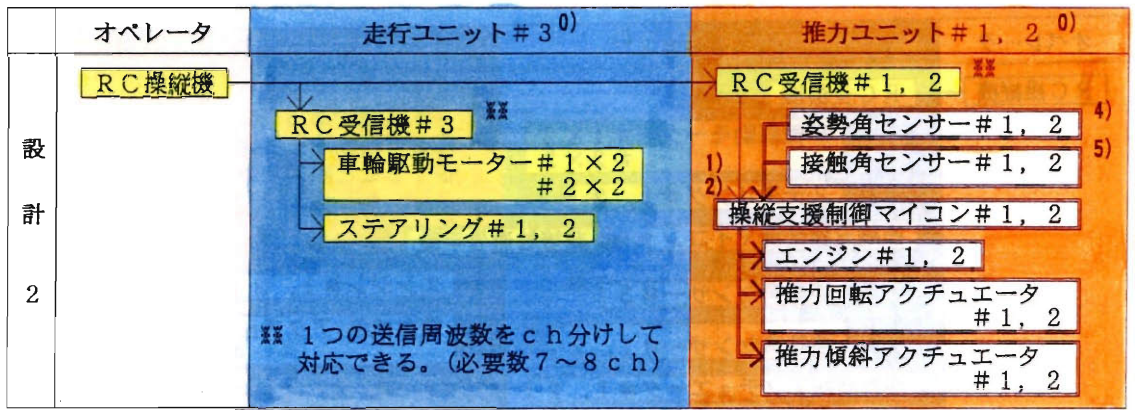 オペレータ
走行ユニット＃３ 0)
推力ユニット＃１，２ 0)
設計２
ＲＣ操縦機
ＲＣ受信機＃１，２ ※※
ＲＣ受信機＃３ ※※
姿勢角センサー＃１，２ 4)
車輪駆動モーター＃１×２
＃２×２
接触角センサー＃１，２ 5)
1)
2)
操縦支援制御マイコン＃１，２
ステアリング＃１，２
エンジン＃１，２
推力回転アクチュエータ
＃１，２
※※ １つの送信周波数をｃｈ分けして
対応できる。（必要数７～８ｃｈ）
推力傾斜アクチュエータ
＃１，２